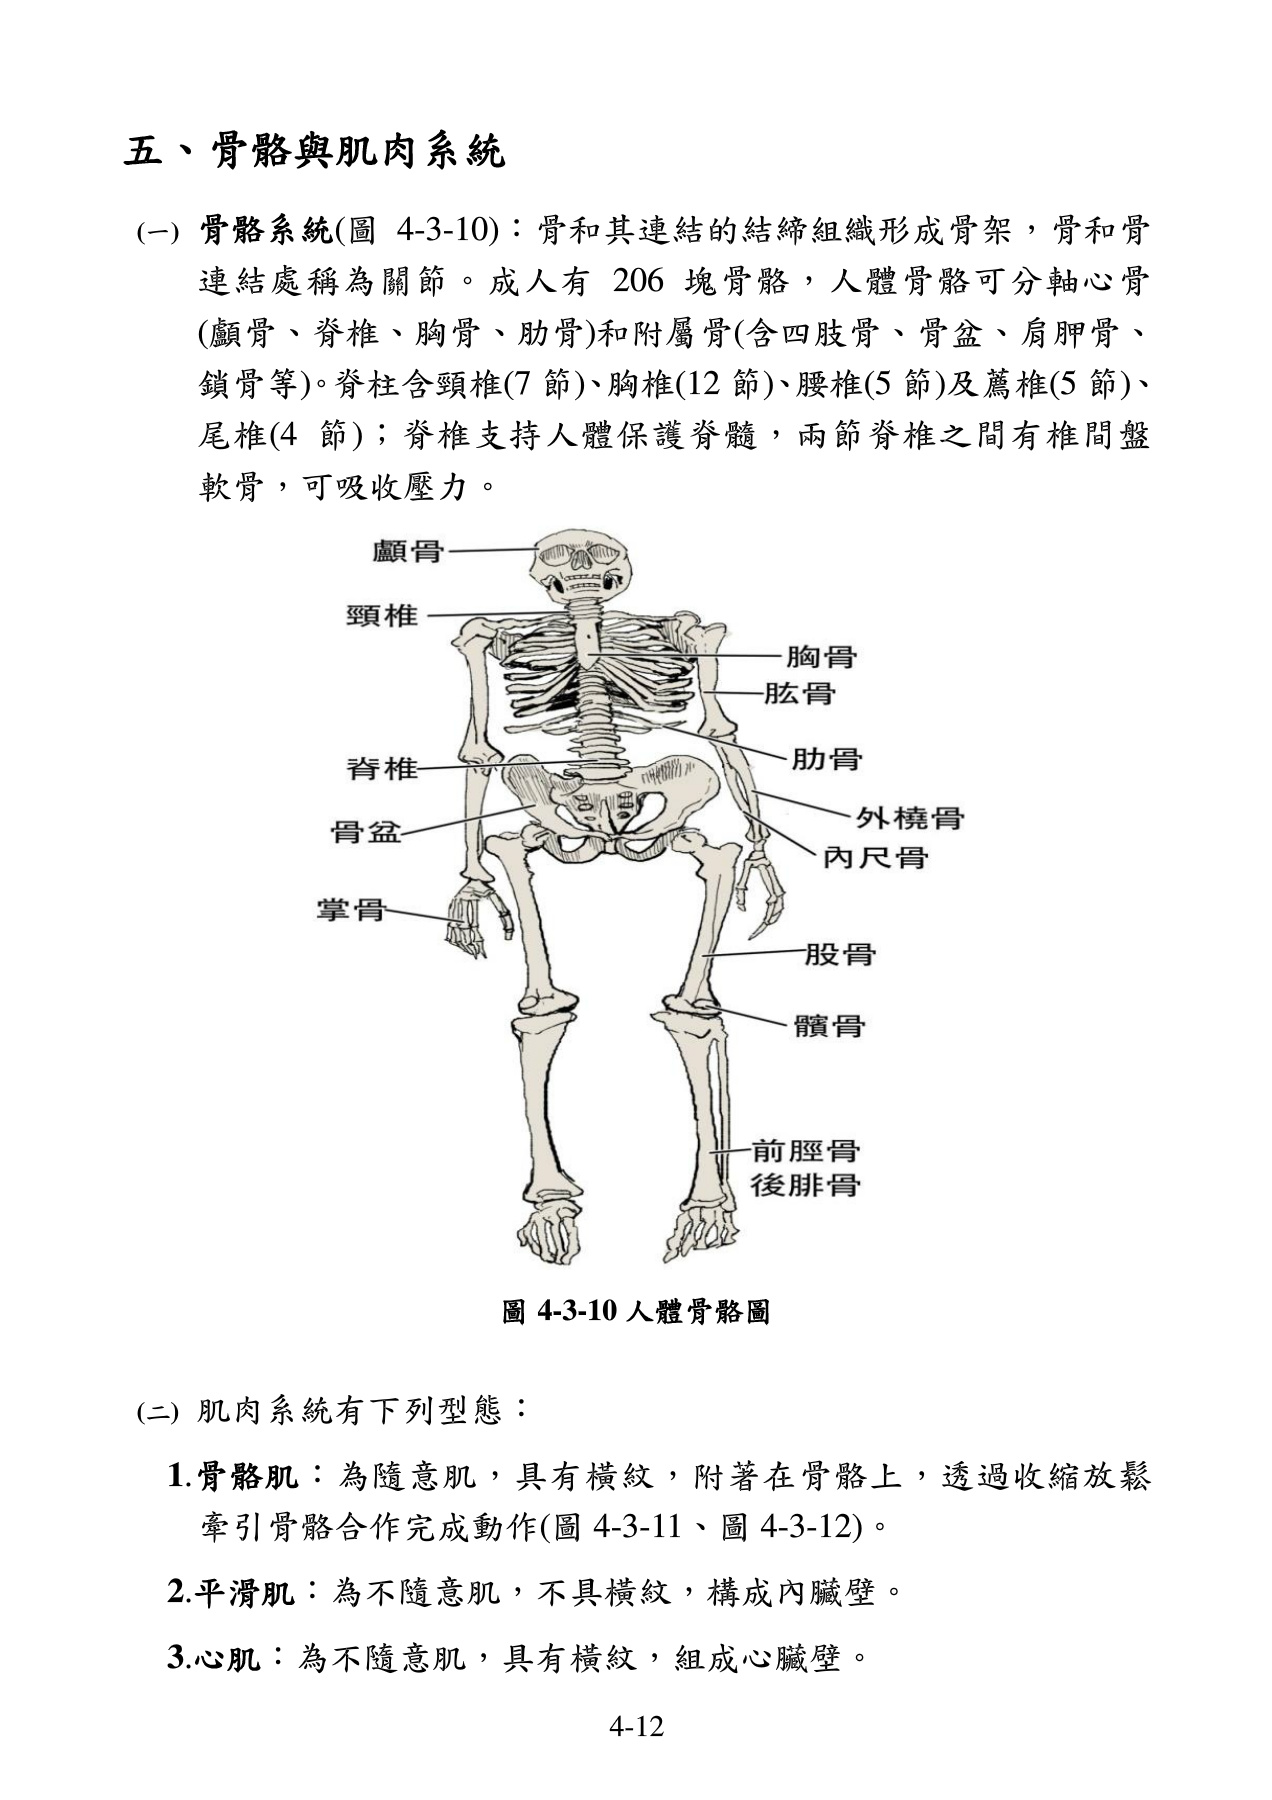 五、骨骼與肌肉系統
(一) 骨骼系統(圖 4-3-10)：骨和其連結的結締組織形成骨架，骨和骨
連結處稱為關節。成人有 206 塊骨骼，人體骨骼可分軸心骨
(顱骨、脊椎、胸骨、肋骨)和附屬骨(含四肢骨、骨盆、肩胛骨、
鎖骨等)。脊柱含頸椎(7 節)、胸椎(12 節)、腰椎(5 節)及薦椎(5 節)、
尾椎(4 節)；脊椎支持人體保護脊髓，兩節脊椎之間有椎間盤
軟骨，可吸收壓力。
顱骨
頸椎
胸骨
肱骨
肋骨
脊椎
外橈骨
骨盆
內尺骨
掌骨
股骨
髕骨
前脛骨
後腓骨
圖 4-3-10 人體骨骼圖
(二) 肌肉系統有下列型態：
1.骨骼肌：為隨意肌，具有橫紋，附著在骨骼上，透過收縮放鬆
牽引骨骼合作完成動作(圖 4-3-11、圖 4-3-12)。
2.平滑肌：為不隨意肌，不具橫紋，構成內臟壁。
3.心肌：為不隨意肌，具有橫紋，組成心臟壁。
4-12